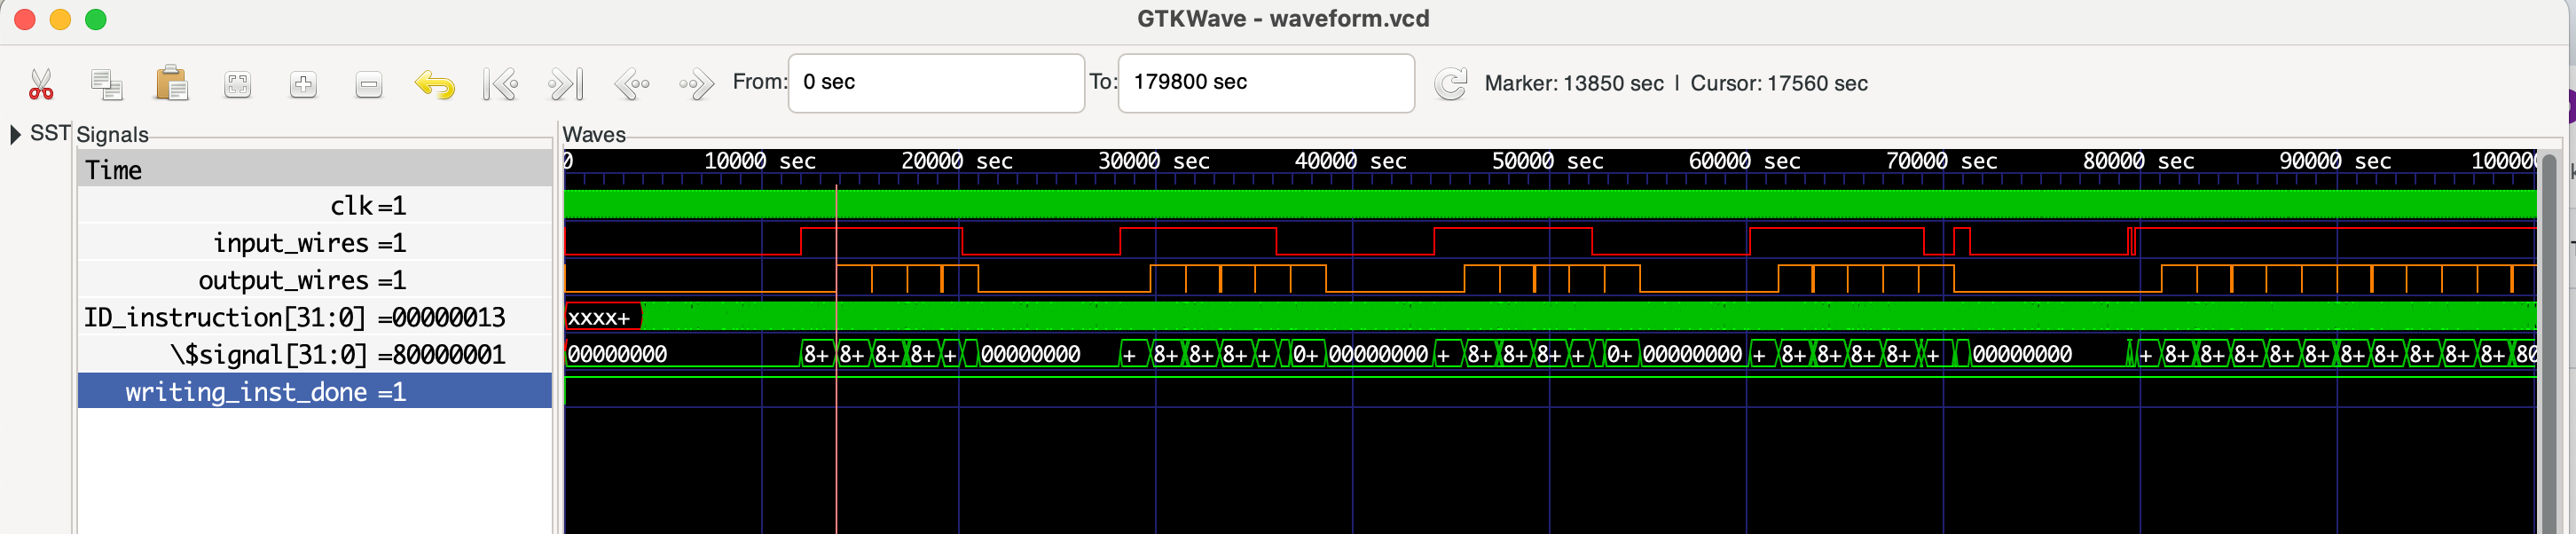 GTKWave - waveform.vcd
From: 0 sec To: 179800 sec Marker: 13850 sec | Cursor: 17560 sec
SST Signals Waves
Time 0 10000 sec 20000 sec 30000 sec 40000 sec 50000 sec 60000 sec 70000 sec 80000 sec 90000 sec 100000
clk =1
input_wires =1
output_wires =1
ID_instruction[31:0] =00000013 xxxx+
\$signal[31:0] =80000001 00000000 8+ 8+ 8+ 8+ + 00000000 + 8+ 8+ 8+ + 0+ 00000000 + 8+ 8+ 8+ + 0+ 00000000 + 8+ 8+ 8+ 8+ + 00000000 + 8+ 8+ 8+ 8+ 8+ 8+ 8+ 8+ 8+ 8+ 80
writing_inst_done =1